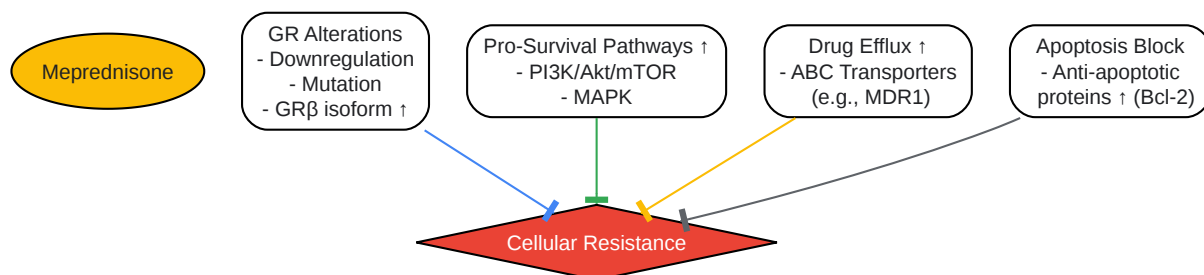 Meprednisone
GR Alterations
- Downregulation
- Mutation
- GRβ isoform ↑
Pro-Survival Pathways ↑
- PI3K/Akt/mTOR
- MAPK
Drug Efflux ↑
- ABC Transporters
(e.g., MDR1)
Apoptosis Block
- Anti-apoptotic
proteins ↑ (Bcl-2)
Cellular Resistance